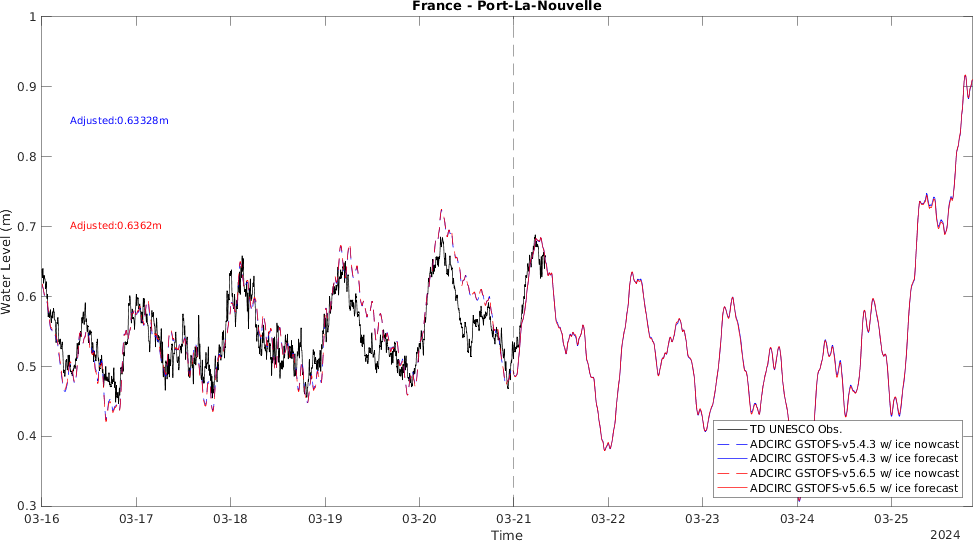 France - Port-La-Nouvelle
1
0.9
0.8
0.7
0.6
0.5
0.4
0.3
Water Level (m)
Adjusted:0.63328m
Adjusted:0.6362m
TD UNESCO Obs.
ADCIRC GSTOFS-v5.4.3 w/ ice nowcast
ADCIRC GSTOFS-v5.4.3 w/ ice forecast
ADCIRC GSTOFS-v5.6.5 w/ ice nowcast
ADCIRC GSTOFS-v5.6.5 w/ ice forecast
03-16 03-17 03-18 03-19 03-20 03-21 03-22 03-23 03-24 03-25
Time
2024